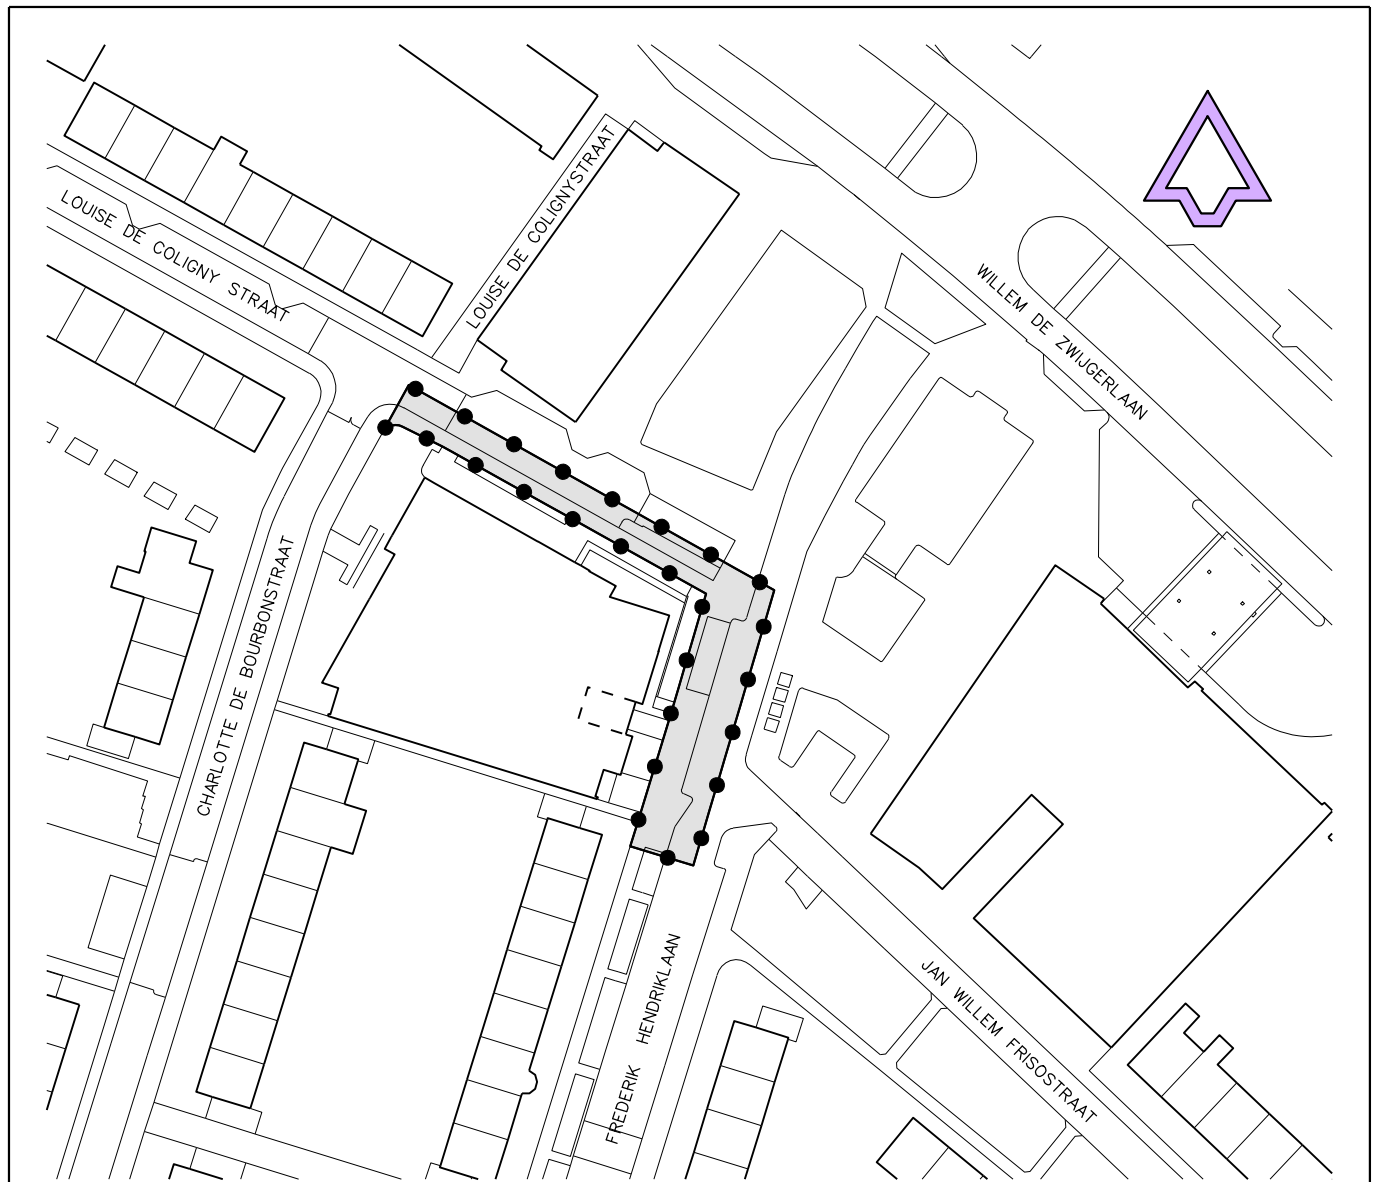 LOUISE DE COLIGNYSTRAAT
LOUISE DE COLIGNY STRAAT
WILLEM DE ZWIJGERLAAN
CHARLOTTE DE BOURBONSTRAAT
FREDERIK HENDRIKLAAN
JAN WILLEM FRISOSTRAAT